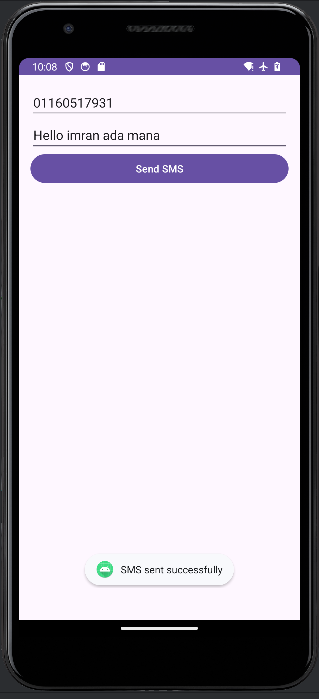 10:08
01160517931
Hello imran ada mana
Send SMS
SMS sent successfully